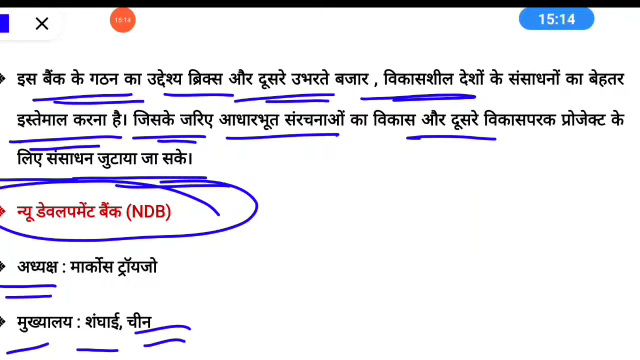 15:14
15:14
इस बैंक के गठन का उद्देश्य ब्रिक्स और दूसरे उभरते बजार , विकासशील देशों के संसाधनों का बेहतर
इस्तेमाल करना है। जिसके जरिए आधारभूत संरचनाओं का विकास और दूसरे विकासपरक प्रोजेक्ट के
लिए संसाधन जुटाया जा सके।
न्यू डेवलपमेंट बैंक (NDB)
अध्यक्ष : मार्कोस ट्रॉयजो
मुख्यालय : शंघाई, चीन